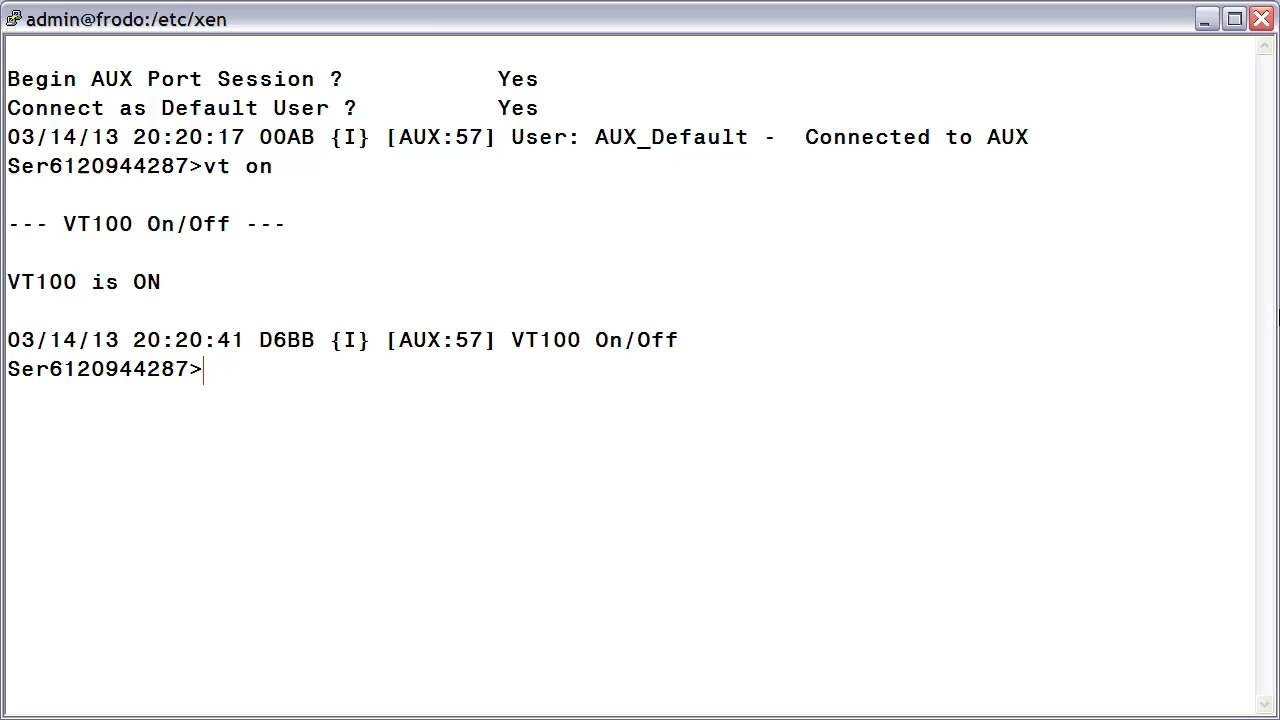 admin@frodo:/etc/xen
Begin AUX Port Session ?           Yes
Connect as Default User ?          Yes
03/14/13 20:20:17 00AB {I} [AUX:57] User: AUX_Default -  Connected to AUX
Ser6120944287>vt on
--- VT100 On/Off ---
VT100 is ON
03/14/13 20:20:41 D6BB {I} [AUX:57] VT100 On/Off
Ser6120944287>